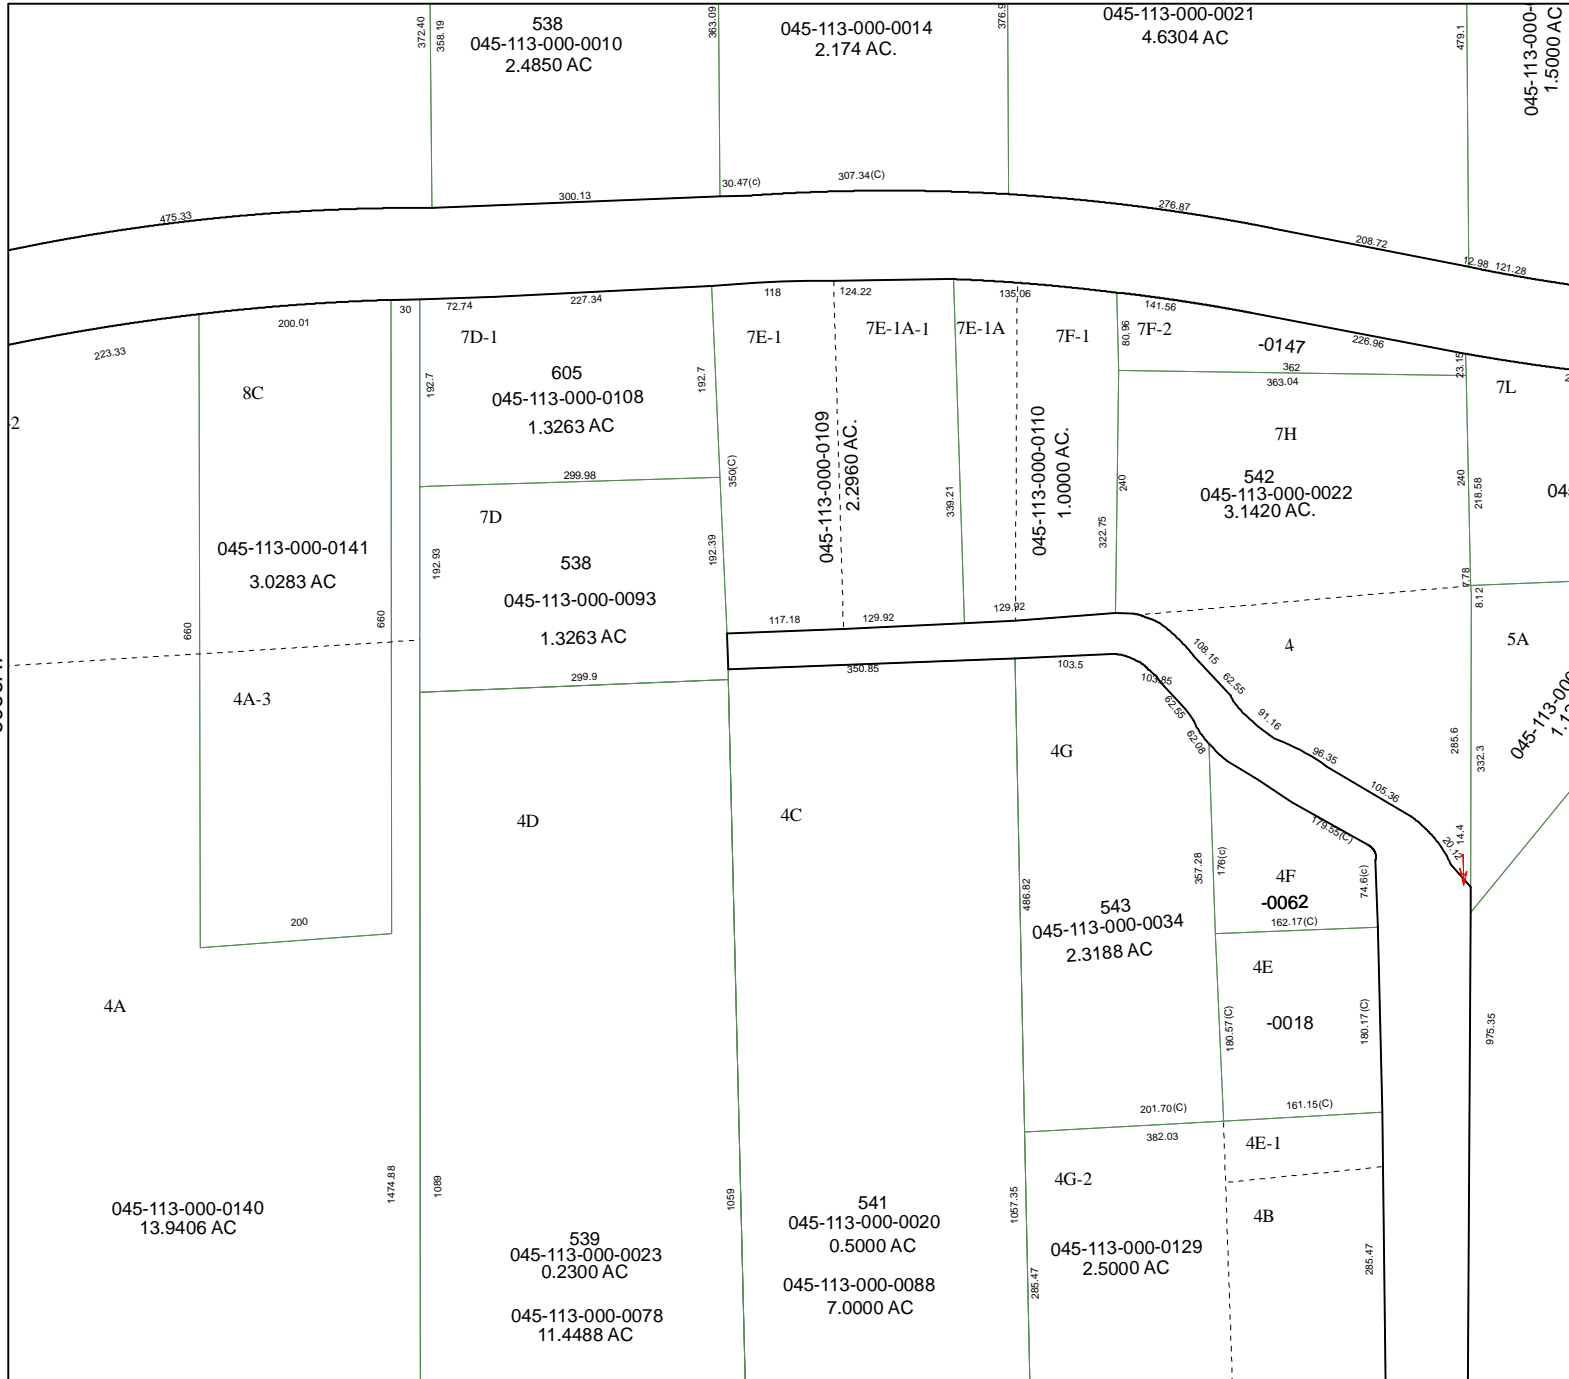 372.40
358.19
538
045-113-000-0010
2.4850 AC
363.09
045-113-000-0014
2.174 AC.
376.9
045-113-000-0021
4.6304 AC
479.1
1.5000 AC
475.33
300.13
30.47(c)
307.34(C)
276.87
208.72
12.98
121.28
223.33
200.01
30
72.74
227.34
118
124.22
135.06
141.56
226.96
8C
7D-1
605
045-113-000-0108
1.3263 AC
192.7
192.7
7E-1
7E-1A-1
7E-1A
7F-1
80.96
7F-2
-0147
362
363.04
23.15
7L
-2
299.98
350(C)
045-113-000-0109
2.2960 AC.
339.21
045-113-000-0110
1.0000 AC.
322.75
240
7H
542
045-113-000-0022
3.1420 AC.
240
218.58
7.78
8.12
7D
538
045-113-000-0093
1.3263 AC
192.93
192.39
299.9
045-113-000-0141
3.0283 AC
660
660
4A-3
200
117.18
129.92
129.92
350.85
103.5
103.85
62.55
62.08
108.15
62.55
91.16
96.35
105.36
20.12
14.4
4
5A
285.6
332.3
179.55(C)
4G
4D
4C
486.82
357.28
176(c)
4F
-0062
74.6(c)
162.17(C)
543
045-113-000-0034
2.3188 AC
4E
-0018
180.57(C)
180.17(C)
975.35
4A
201.70(C)
161.15(C)
382.03
4E-1
4G-2
4B
1474.88
1089
1059
1057.35
285.47
285.47
045-113-000-0140
13.9406 AC
539
045-113-000-0023
0.2300 AC
045-113-000-0078
11.4488 AC
541
045-113-000-0020
0.5000 AC
045-113-000-0088
7.0000 AC
045-113-000-0129
2.5000 AC